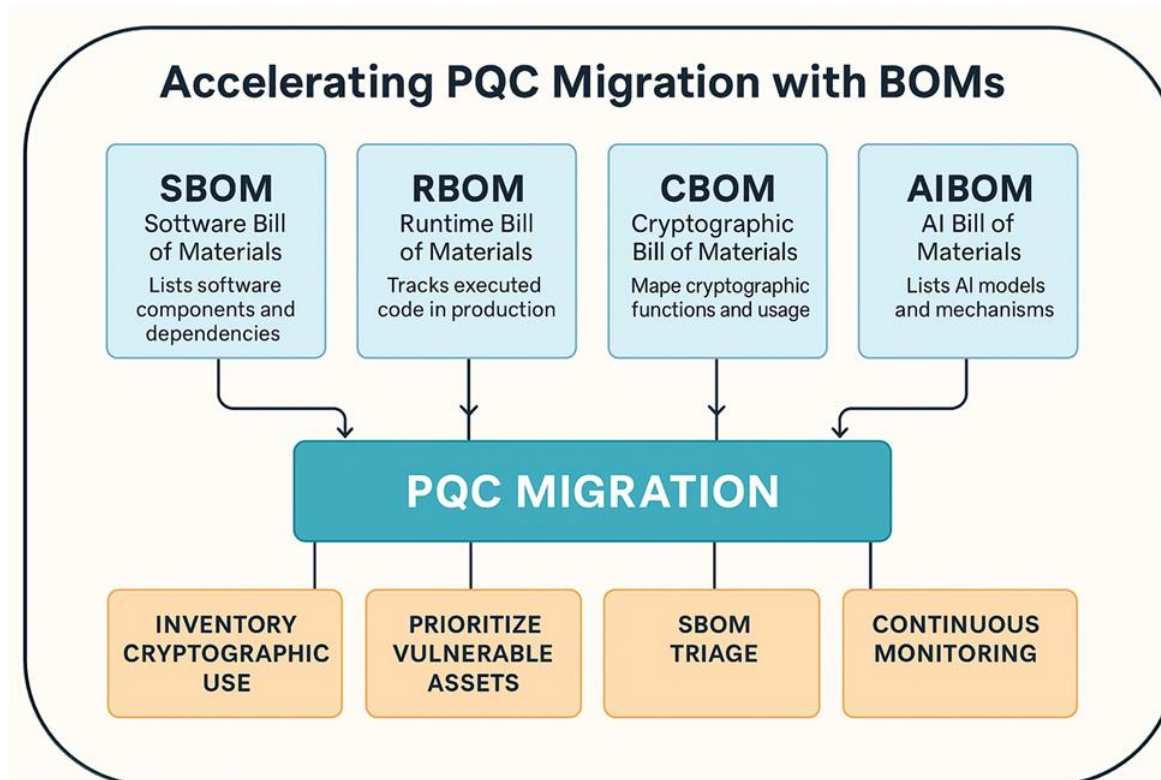 Accelerating PQC Migration with BOMs
SBOM
Sottware Bill
of Materials
Lists software
components and
dependencies
RBOM
Runtime Bill
of Materials
Tracks executed
code in production
CBOM
Cryptographic
Bill of Materials
Mape cryptographic
functions and usage
AIBOM
AI Bill of
Materials
Lists AI models
and mechanisms
PQC MIGRATION
INVENTORY
CRYPTOGRAPHIC
USE
PRIORITIZE
VULNERABLE
ASSETS
SBOM
TRIAGE
CONTINUOUS
MONITORING